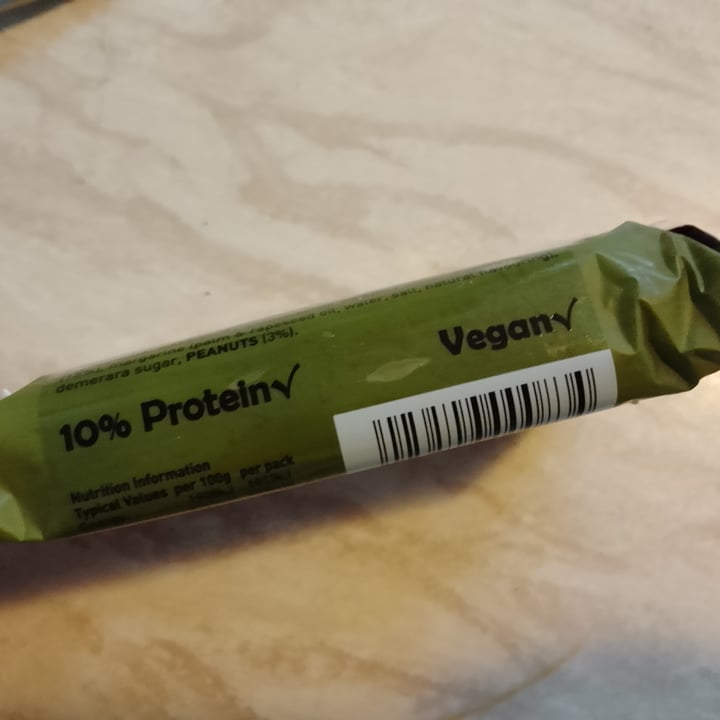 margarine (palm & rapeseed oil, water, salt, natural flavouring),
demerara sugar, PEANUTS (3%).
Vegan✓
10% Protein✓
Nutrition Information
Typical Values per 100g per pack